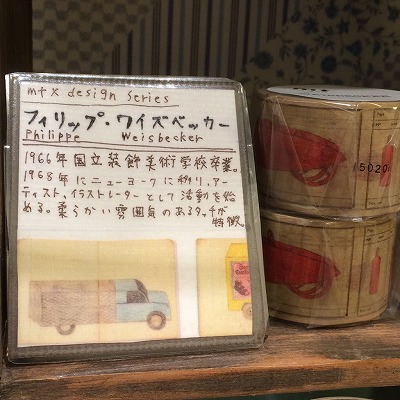 mtx design series
フィリップ・ワイズベッカー
Philippe Weisbecker
1966年国立装飾美術学校卒業。
1968年にニューヨークに移り、アー
ティスト、イラストレーターとして活動を始
める。柔らかい雰囲気のあるタッチが
特徴。
5020